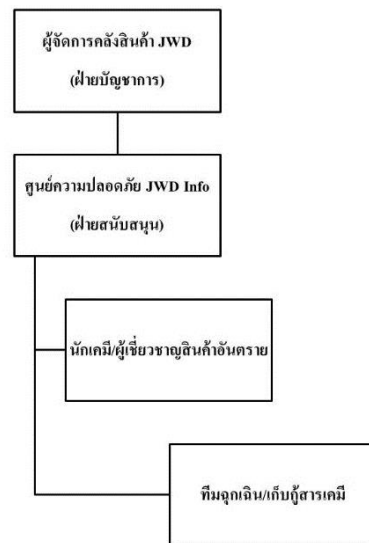 ผู้จัดการคลังสินค้า JWD
(ฝ่ายบัญชาการ)
ศูนย์ความปลอดภัย JWD Info
(ฝ่ายสนับสนุน)
นักเคมี/ผู้เชี่ยวชาญสินค้าอันตราย
ทีมฉุกเฉิน/เก็บกู้สารเคมี